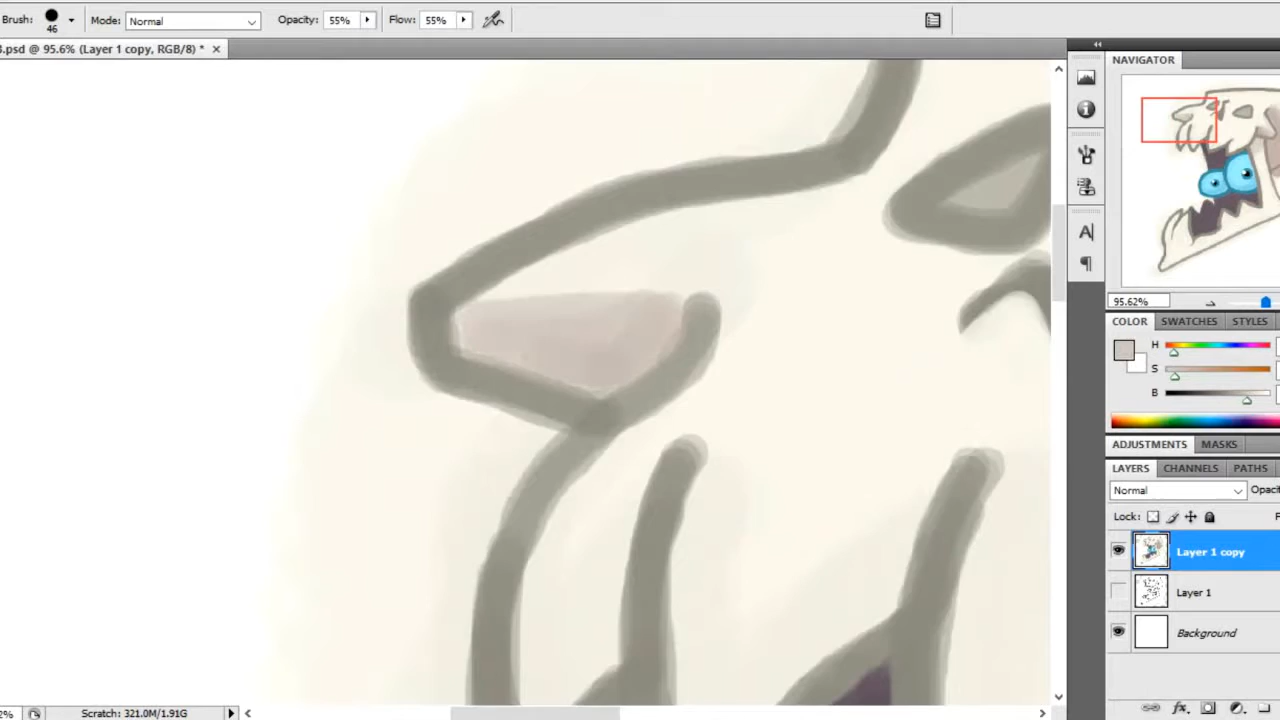 Brush: 46 Mode: Normal Opacity: 55% Flow: 55%
3.psd @ 95.6% (Layer 1 copy, RGB/8) *
NAVIGATOR
95.62%
COLOR SWATCHES STYLES
H
S
B
ADJUSTMENTS MASKS
LAYERS CHANNELS PATHS
Normal
Lock:
Layer 1 copy
Layer 1
Background
2% Scratch: 321.0M/1.91G